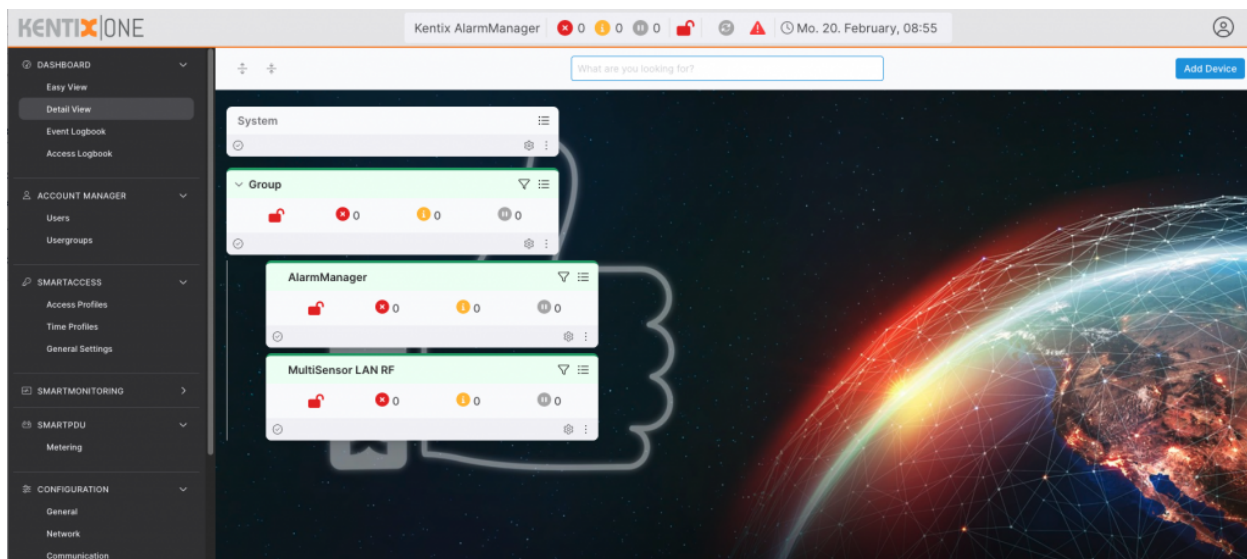 KENTIX|ONE
Kentix AlarmManager 0 0 0 Mo. 20. February, 08:55
DASHBOARD
Easy View
Detail View
Event Logbook
Access Logbook
ACCOUNT MANAGER
Users
Usergroups
SMARTACCESS
Access Profiles
Time Profiles
General Settings
SMARTMONITORING
SMARTPDU
Metering
CONFIGURATION
General
Network
Communication
What are you looking for?
Add Device
System
Group
0 0 0
AlarmManager
0 0 0
MultiSensor LAN RF
0 0 0